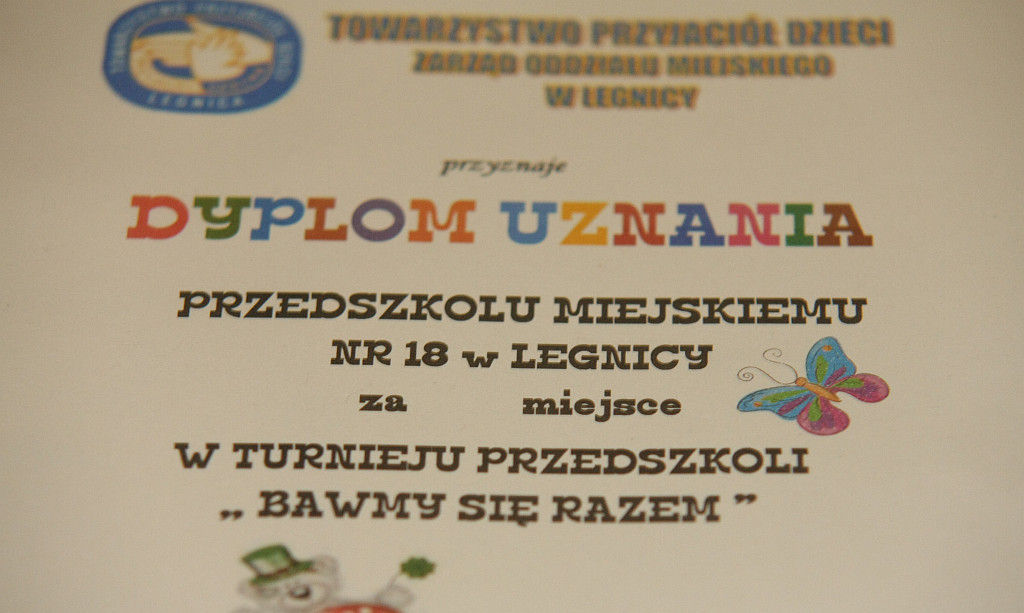 TOWARZYSTWO PRZYJACIÓŁ DZIECI
ZARZĄD ODDZIAŁU MIEJSKIEGO
W LEGNICY
LEGNICA
przyznaje
DYPLOM UZNANIA
PRZEDSZKOLU MIEJSKIEMU
NR 18 w LEGNICY
za miejsce
W TURNIEJU PRZEDSZKOLI
„ BAWMY SIĘ RAZEM ”